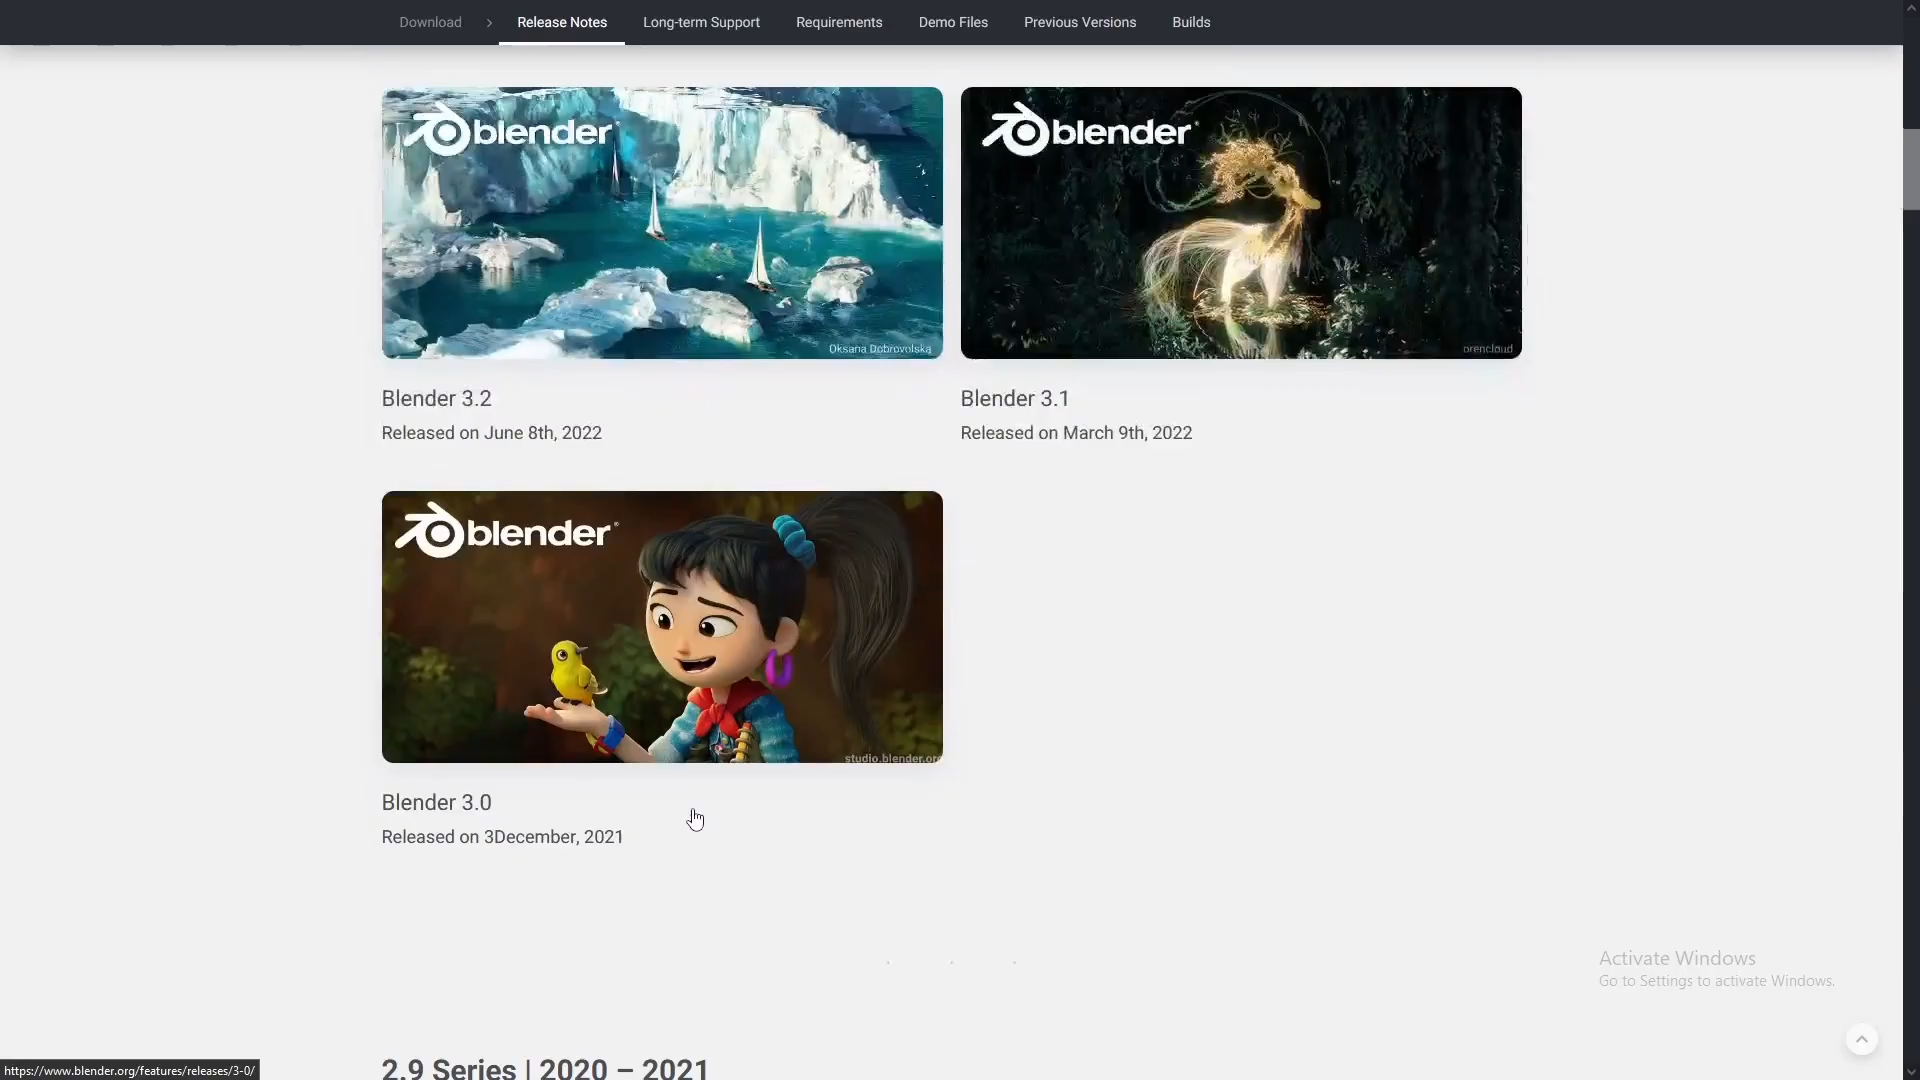 Download > Release Notes Long-term Support Requirements Demo Files Previous Versions Builds
blender
Oksana Dobrovolska
blender
orencloud
Blender 3.2
Released on June 8th, 2022
Blender 3.1
Released on March 9th, 2022
blender
studio.blender.org
Blender 3.0
Released on 3December, 2021
Activate Windows
Go to Settings to activate Windows.
2.9 Series | 2020 – 2021
https://www.blender.org/features/releases/3-0/